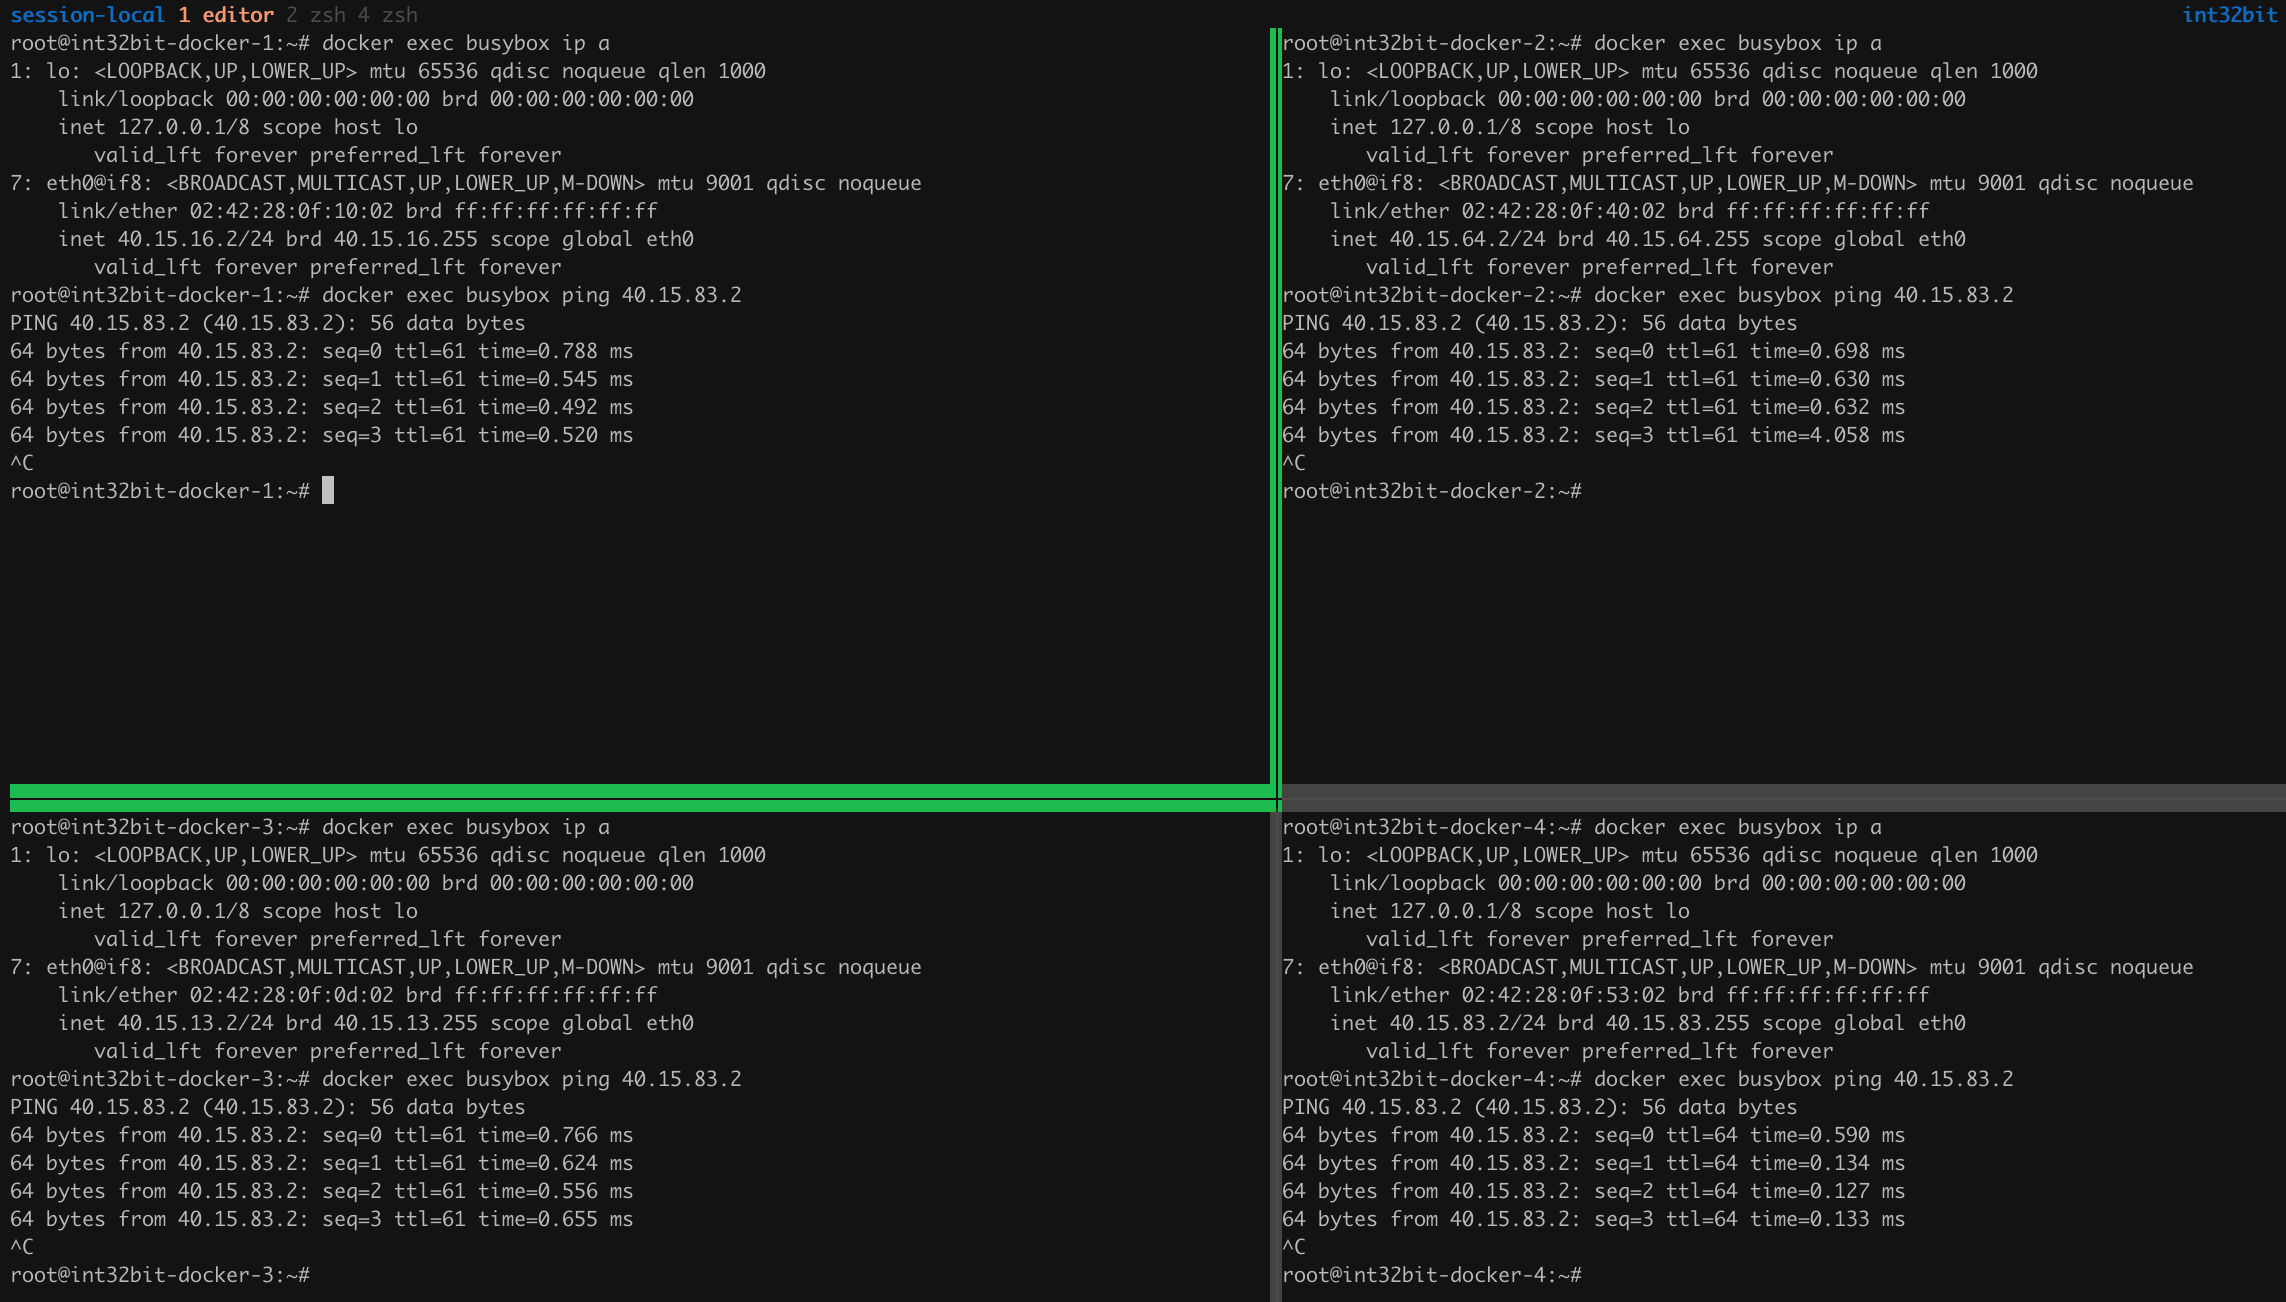 session-local 1 editor 2 zsh 4 zsh
int32bit
root@int32bit-docker-1:~# docker exec busybox ip a
1: lo: <LOOPBACK,UP,LOWER_UP> mtu 65536 qdisc noqueue qlen 1000
    link/loopback 00:00:00:00:00:00 brd 00:00:00:00:00:00
    inet 127.0.0.1/8 scope host lo
       valid_lft forever preferred_lft forever
7: eth0@if8: <BROADCAST,MULTICAST,UP,LOWER_UP,M-DOWN> mtu 9001 qdisc noqueue
    link/ether 02:42:28:0f:10:02 brd ff:ff:ff:ff:ff:ff
    inet 40.15.16.2/24 brd 40.15.16.255 scope global eth0
       valid_lft forever preferred_lft forever
root@int32bit-docker-1:~# docker exec busybox ping 40.15.83.2
PING 40.15.83.2 (40.15.83.2): 56 data bytes
64 bytes from 40.15.83.2: seq=0 ttl=61 time=0.788 ms
64 bytes from 40.15.83.2: seq=1 ttl=61 time=0.545 ms
64 bytes from 40.15.83.2: seq=2 ttl=61 time=0.492 ms
64 bytes from 40.15.83.2: seq=3 ttl=61 time=0.520 ms
^C
root@int32bit-docker-1:~#
root@int32bit-docker-2:~# docker exec busybox ip a
1: lo: <LOOPBACK,UP,LOWER_UP> mtu 65536 qdisc noqueue qlen 1000
    link/loopback 00:00:00:00:00:00 brd 00:00:00:00:00:00
    inet 127.0.0.1/8 scope host lo
       valid_lft forever preferred_lft forever
7: eth0@if8: <BROADCAST,MULTICAST,UP,LOWER_UP,M-DOWN> mtu 9001 qdisc noqueue
    link/ether 02:42:28:0f:40:02 brd ff:ff:ff:ff:ff:ff
    inet 40.15.64.2/24 brd 40.15.64.255 scope global eth0
       valid_lft forever preferred_lft forever
root@int32bit-docker-2:~# docker exec busybox ping 40.15.83.2
PING 40.15.83.2 (40.15.83.2): 56 data bytes
64 bytes from 40.15.83.2: seq=0 ttl=61 time=0.698 ms
64 bytes from 40.15.83.2: seq=1 ttl=61 time=0.630 ms
64 bytes from 40.15.83.2: seq=2 ttl=61 time=0.632 ms
64 bytes from 40.15.83.2: seq=3 ttl=61 time=4.058 ms
^C
root@int32bit-docker-2:~#
root@int32bit-docker-3:~# docker exec busybox ip a
1: lo: <LOOPBACK,UP,LOWER_UP> mtu 65536 qdisc noqueue qlen 1000
    link/loopback 00:00:00:00:00:00 brd 00:00:00:00:00:00
    inet 127.0.0.1/8 scope host lo
       valid_lft forever preferred_lft forever
7: eth0@if8: <BROADCAST,MULTICAST,UP,LOWER_UP,M-DOWN> mtu 9001 qdisc noqueue
    link/ether 02:42:28:0f:0d:02 brd ff:ff:ff:ff:ff:ff
    inet 40.15.13.2/24 brd 40.15.13.255 scope global eth0
       valid_lft forever preferred_lft forever
root@int32bit-docker-3:~# docker exec busybox ping 40.15.83.2
PING 40.15.83.2 (40.15.83.2): 56 data bytes
64 bytes from 40.15.83.2: seq=0 ttl=61 time=0.766 ms
64 bytes from 40.15.83.2: seq=1 ttl=61 time=0.624 ms
64 bytes from 40.15.83.2: seq=2 ttl=61 time=0.556 ms
64 bytes from 40.15.83.2: seq=3 ttl=61 time=0.655 ms
^C
root@int32bit-docker-3:~#
root@int32bit-docker-4:~# docker exec busybox ip a
1: lo: <LOOPBACK,UP,LOWER_UP> mtu 65536 qdisc noqueue qlen 1000
    link/loopback 00:00:00:00:00:00 brd 00:00:00:00:00:00
    inet 127.0.0.1/8 scope host lo
       valid_lft forever preferred_lft forever
7: eth0@if8: <BROADCAST,MULTICAST,UP,LOWER_UP,M-DOWN> mtu 9001 qdisc noqueue
    link/ether 02:42:28:0f:53:02 brd ff:ff:ff:ff:ff:ff
    inet 40.15.83.2/24 brd 40.15.83.255 scope global eth0
       valid_lft forever preferred_lft forever
root@int32bit-docker-4:~# docker exec busybox ping 40.15.83.2
PING 40.15.83.2 (40.15.83.2): 56 data bytes
64 bytes from 40.15.83.2: seq=0 ttl=64 time=0.590 ms
64 bytes from 40.15.83.2: seq=1 ttl=64 time=0.134 ms
64 bytes from 40.15.83.2: seq=2 ttl=64 time=0.127 ms
64 bytes from 40.15.83.2: seq=3 ttl=64 time=0.133 ms
^C
root@int32bit-docker-4:~#